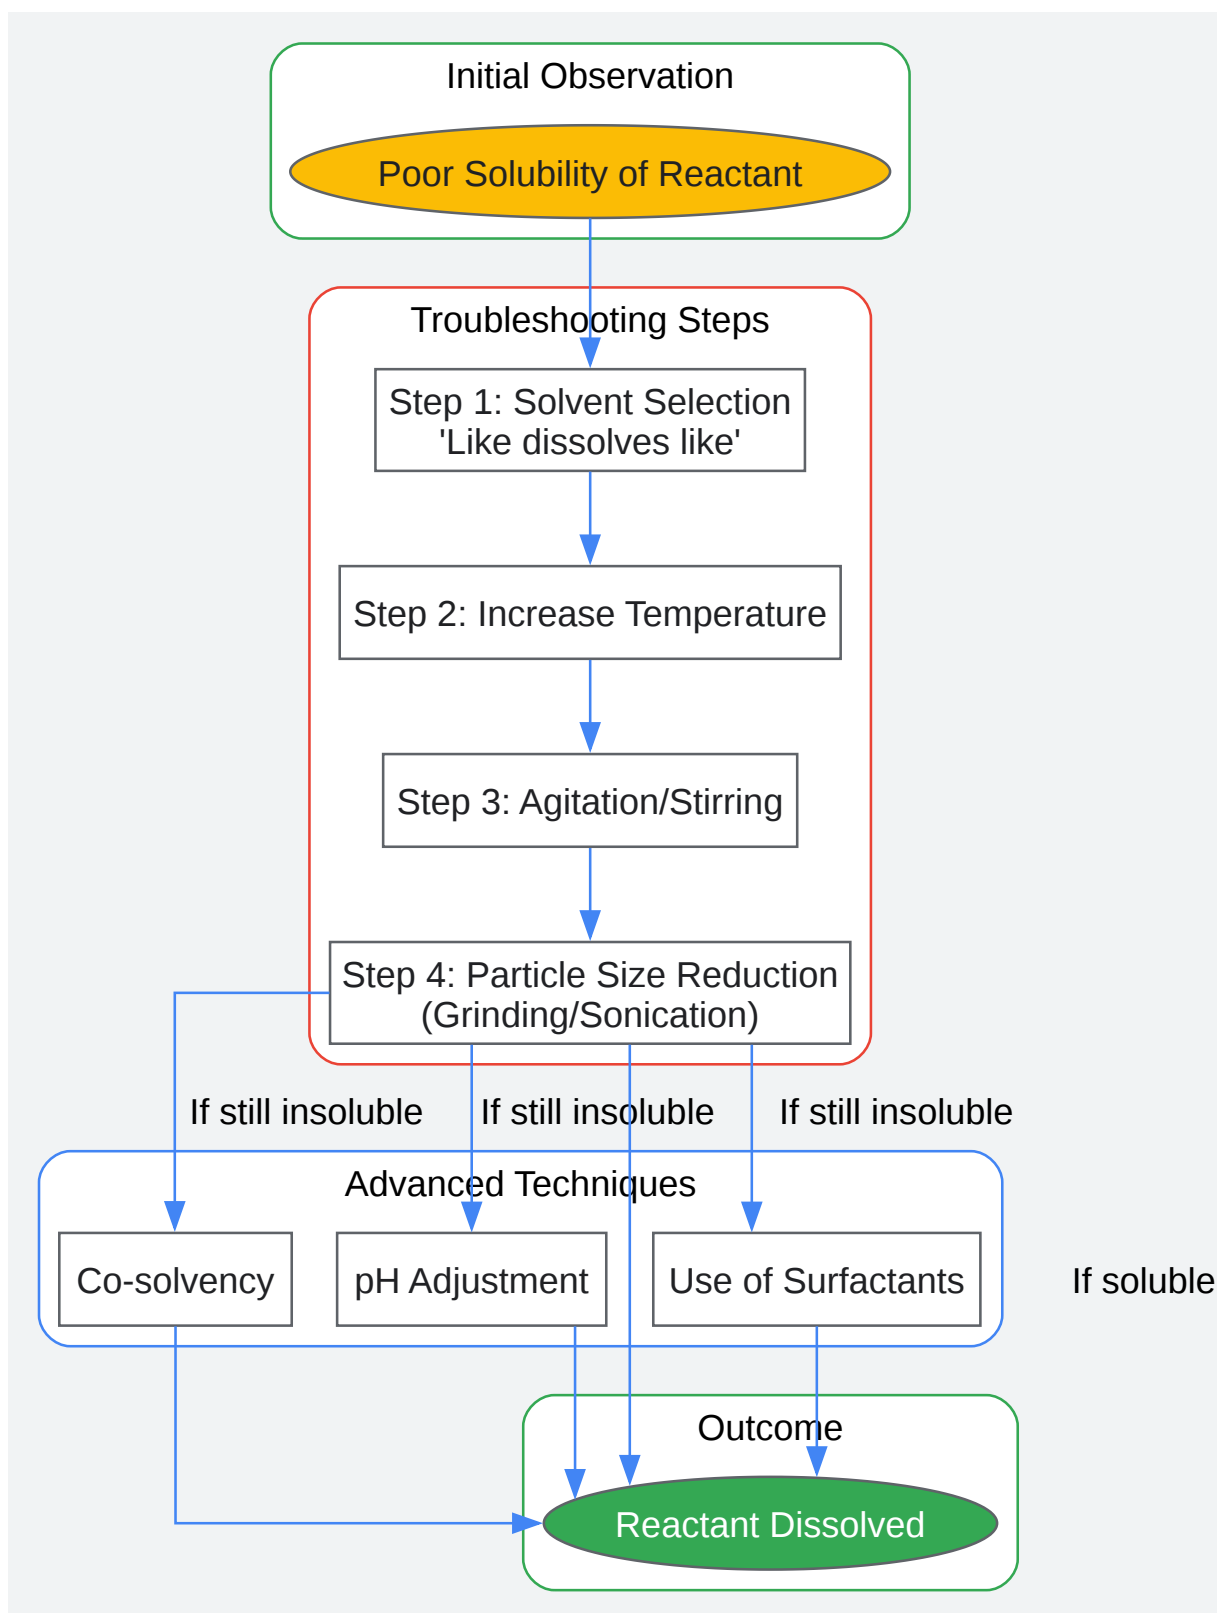 Initial Observation
Poor Solubility of Reactant
Troubleshooting Steps
Step 1: Solvent Selection
'Like dissolves like'
Step 2: Increase Temperature
Step 3: Agitation/Stirring
Step 4: Particle Size Reduction
(Grinding/Sonication)
If still insoluble
If still insoluble
If still insoluble
Advanced Techniques
Co-solvency
pH Adjustment
Use of Surfactants
If soluble
Outcome
Reactant Dissolved